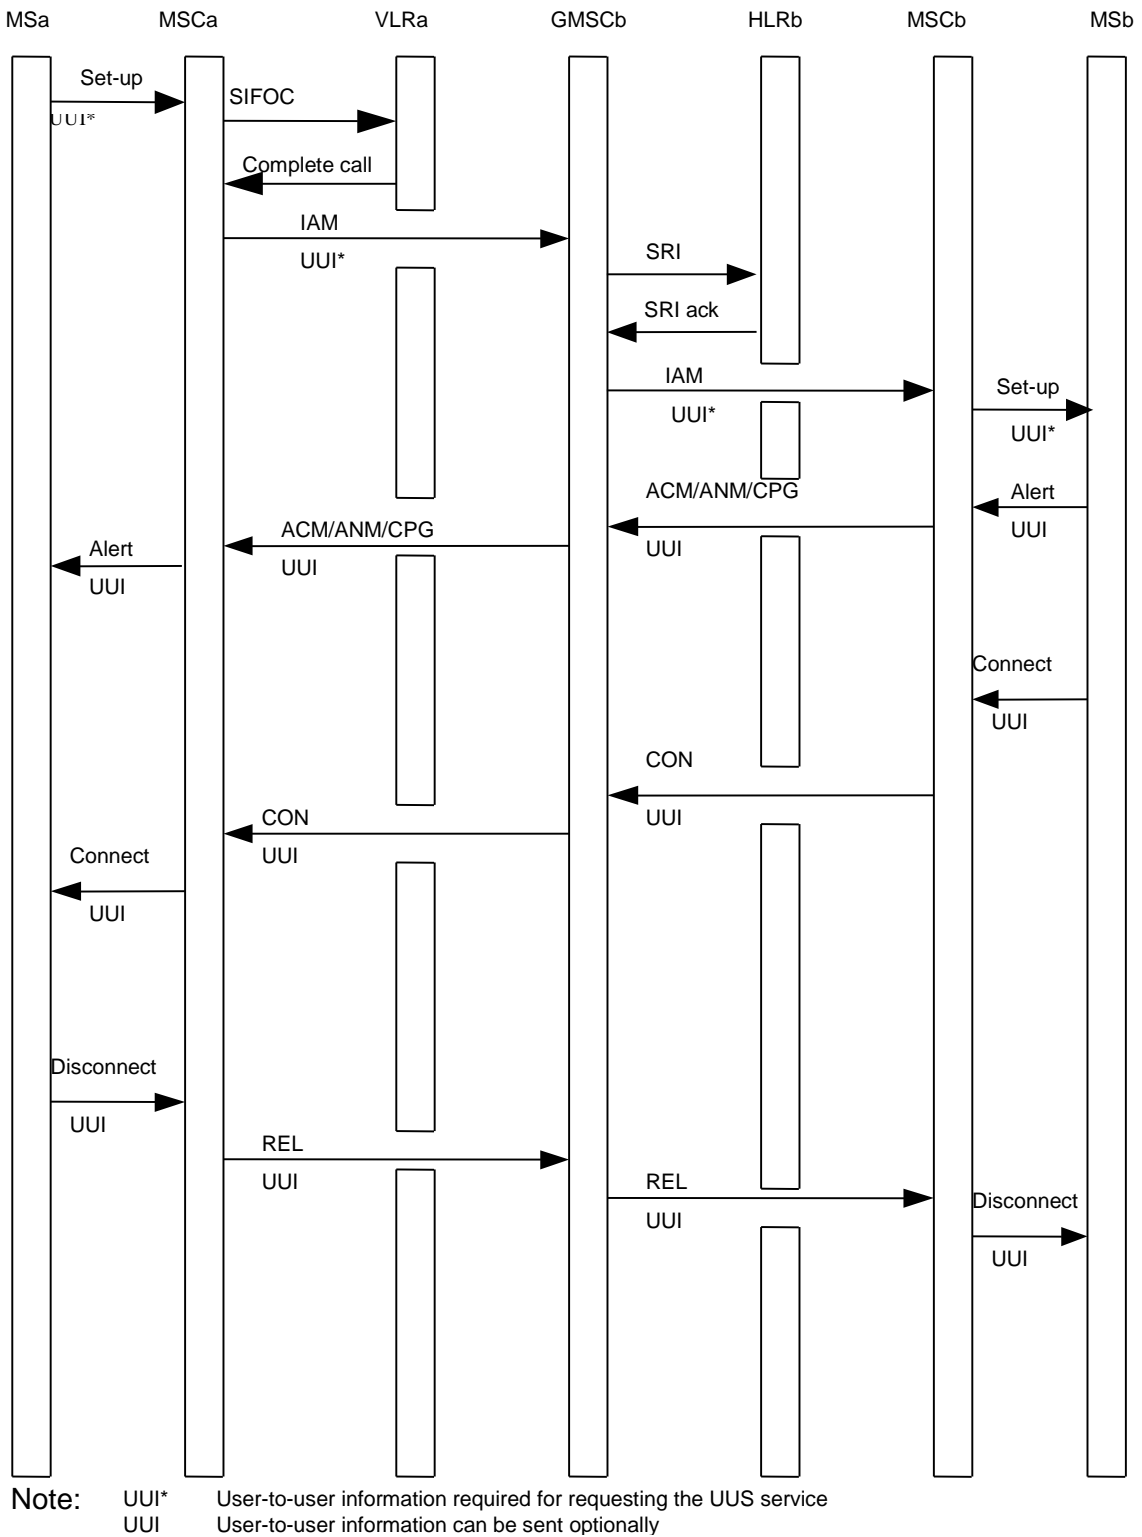 MSa MSCa VLRa GMSCb HLRb MSCb MSb
Set-up
UUI*
SIFOC
Complete call
IAM
UUI*
SRI
SRI ack
IAM
UUI*
Set-up
UUI*
Alert
UUI
ACM/ANM/CPG
UUI
ACM/ANM/CPG
UUI
Alert
UUI
Connect
UUI
CON
UUI
CON
UUI
Connect
UUI
Disconnect
UUI
REL
UUI
REL
UUI
Disconnect
UUI
Note: UUI* User-to-user information required for requesting the UUS service
UUI User-to-user information can be sent optionally